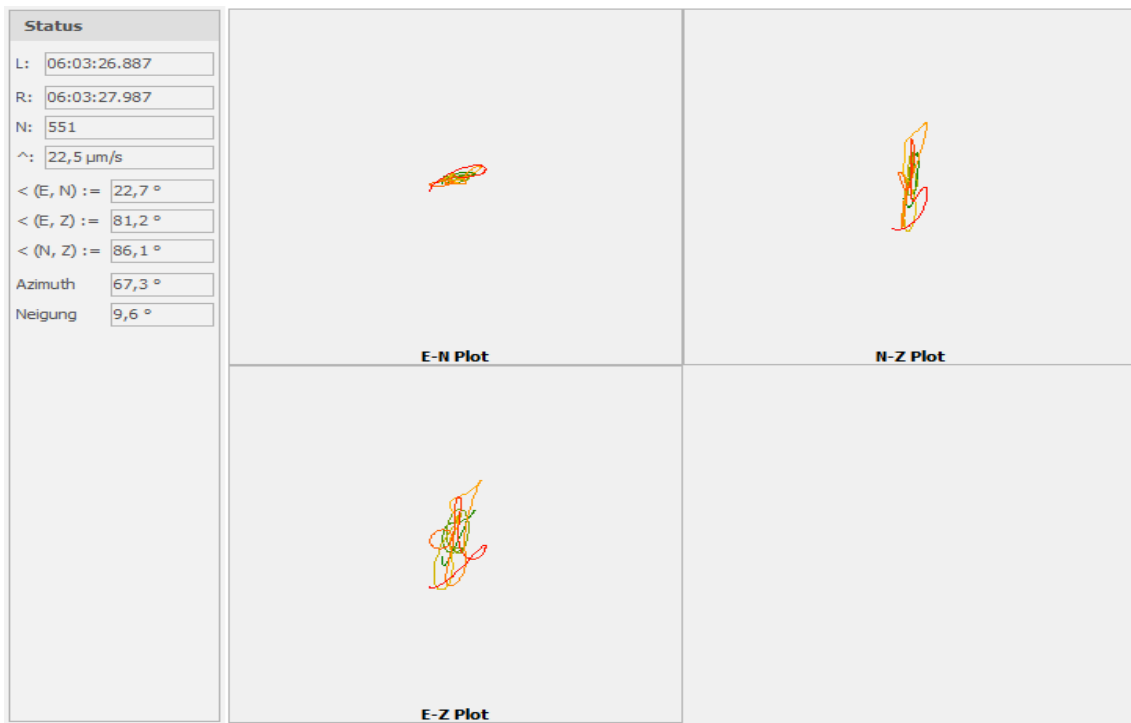 Status
L: 06:03:26.887
R: 06:03:27.987
N: 551
^: 22,5 µm/s
< (E, N) := 22,7 °
< (E, Z) := 81,2 °
< (N, Z) := 86,1 °
Azimuth 67,3 °
Neigung 9,6 °
E-N Plot
N-Z Plot
E-Z Plot